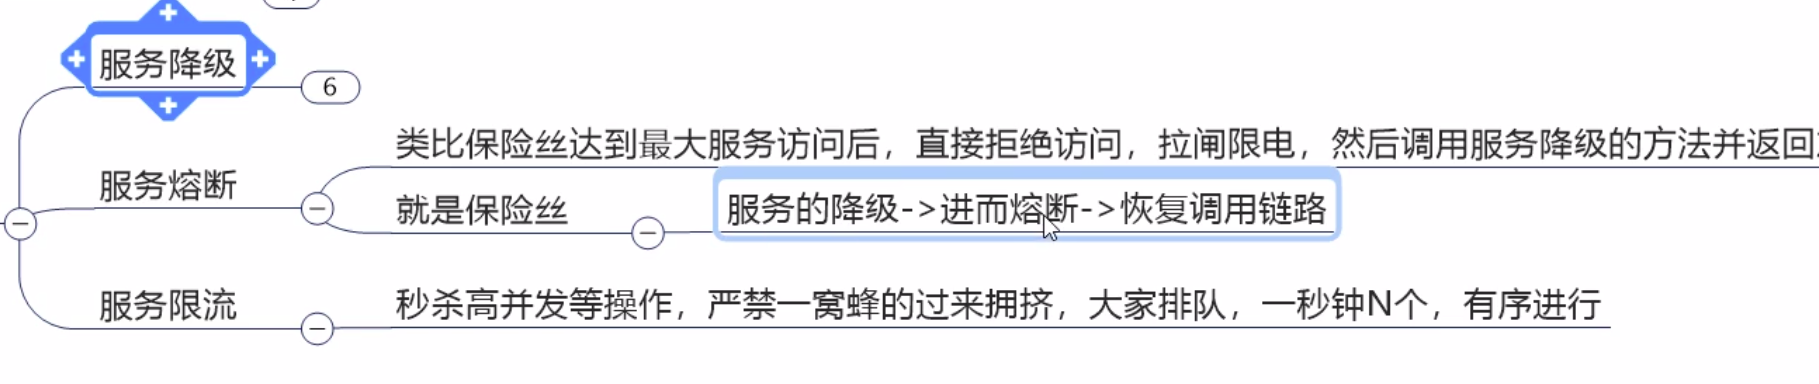 服务降级
6
服务熔断
类比保险丝达到最大服务访问后，直接拒绝访问，拉闸限电，然后调用服务降级的方法并返回
就是保险丝
服务的降级->进而熔断->恢复调用链路
服务限流
秒杀高并发等操作，严禁一窝蜂的过来拥挤，大家排队，一秒钟N个，有序进行